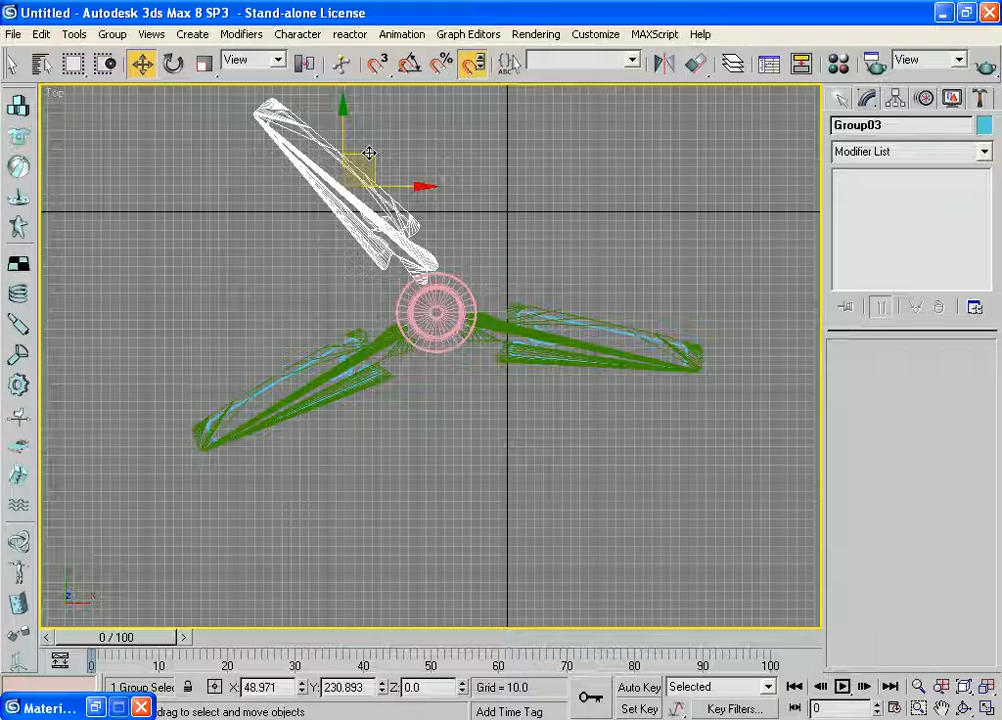 Untitled - Autodesk 3ds Max 8 SP3 - Stand-alone License
File Edit Tools Group Views Create Modifiers Character reactor Animation Graph Editors Rendering Customize MAXScript Help
View ABC View
Top
Group03
Modifier List
0 / 100
0 10 20 30 40 50 60 70 80 90 100
1 Group Selec X: 48.971 Y: 230.893 Z: 0.0 Grid = 10.0 Auto Key Selected
Materi... drag to select and move objects Add Time Tag Set Key Key Filters... 0